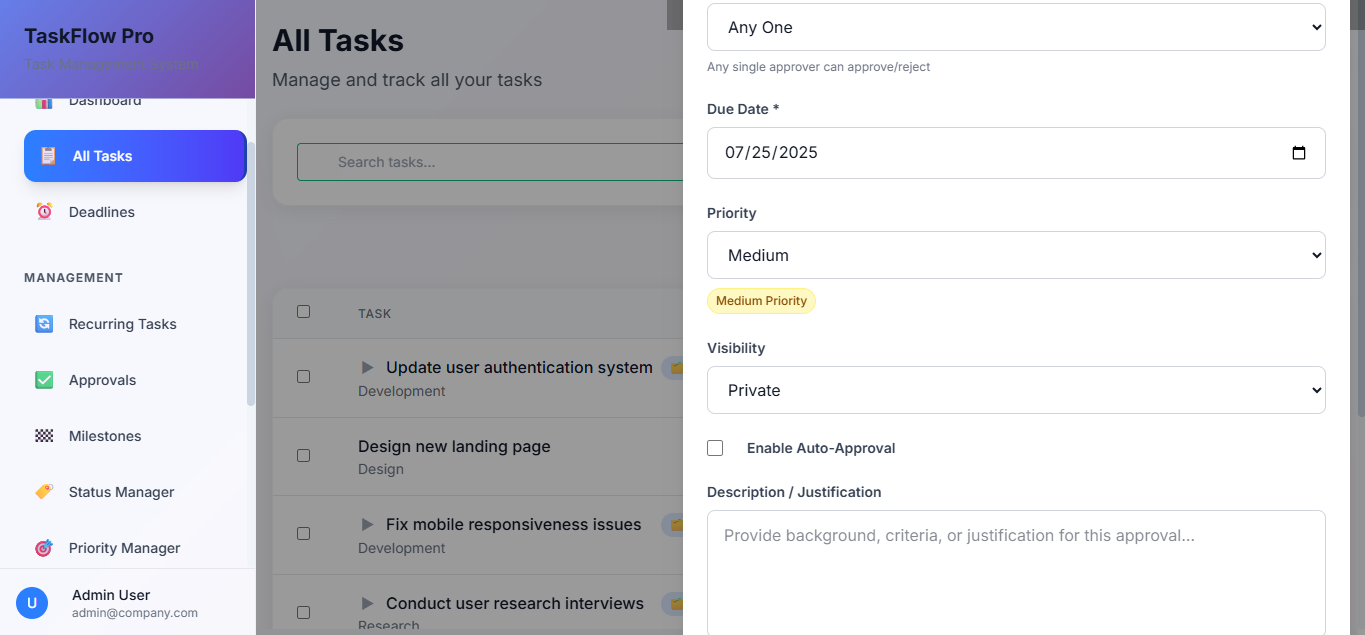 TaskFlow Pro
Task Management System
Dashboard
All Tasks
Deadlines
MANAGEMENT
Recurring Tasks
Approvals
Milestones
Status Manager
Priority Manager
U
Admin User
admin@company.com
All Tasks
Manage and track all your tasks
Search tasks...
TASK
Update user authentication system
Development
Design new landing page
Design
Fix mobile responsiveness issues
Development
Conduct user research interviews
Research
Any One
Any single approver can approve/reject
Due Date *
07/25/2025
Priority
Medium
Medium Priority
Visibility
Private
Enable Auto-Approval
Description / Justification
Provide background, criteria, or justification for this approval...